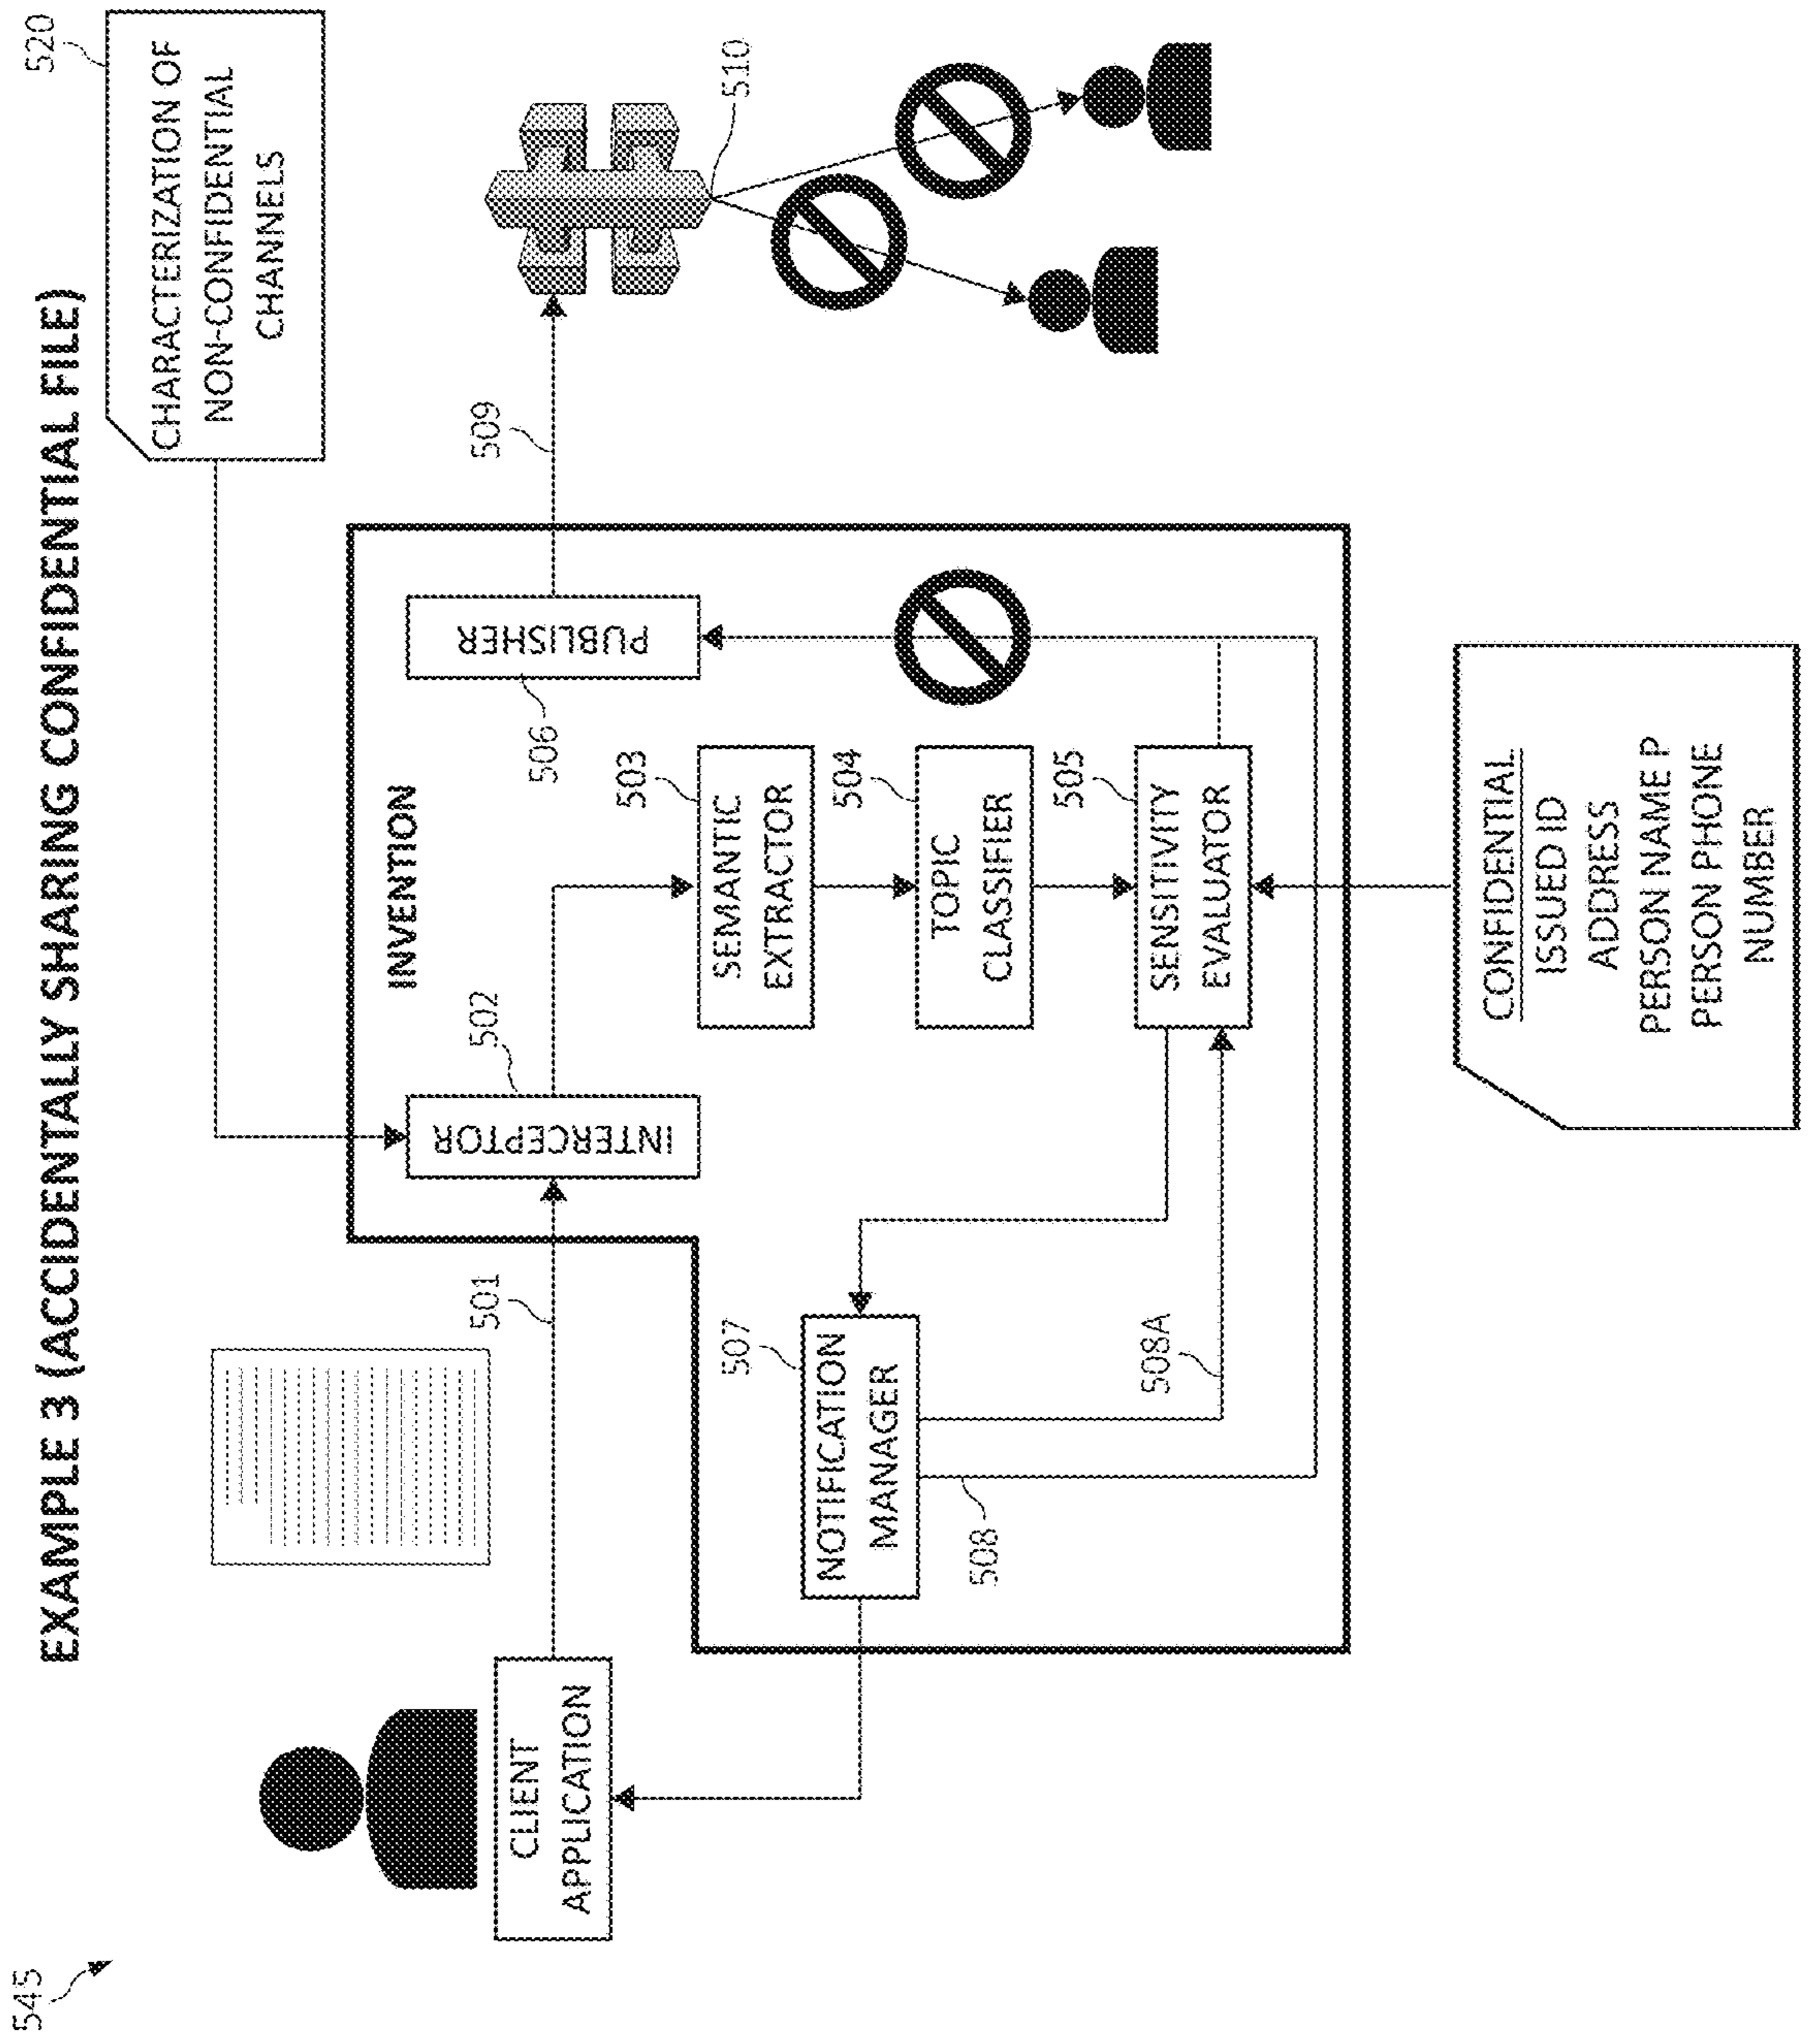 545
EXAMPLE 3 (ACCIDENTALLY SHARING CONFIDENTIAL FILE)
520
CHARACTERIZATION OF
NON-CONFIDENTIAL
CHANNELS
CLIENT
APPLICATION
501
INVENTION
INTERCEPTOR
502
PUBLISHER
506
509
510
SEMANTIC
EXTRACTOR
503
TOPIC
CLASSIFIER
504
SENSITIVITY
EVALUATOR
505
NOTIFICATION
MANAGER
507
508
508A
CONFIDENTIAL
ISSUED ID
ADDRESS
PERSON NAME P
PERSON PHONE
NUMBER